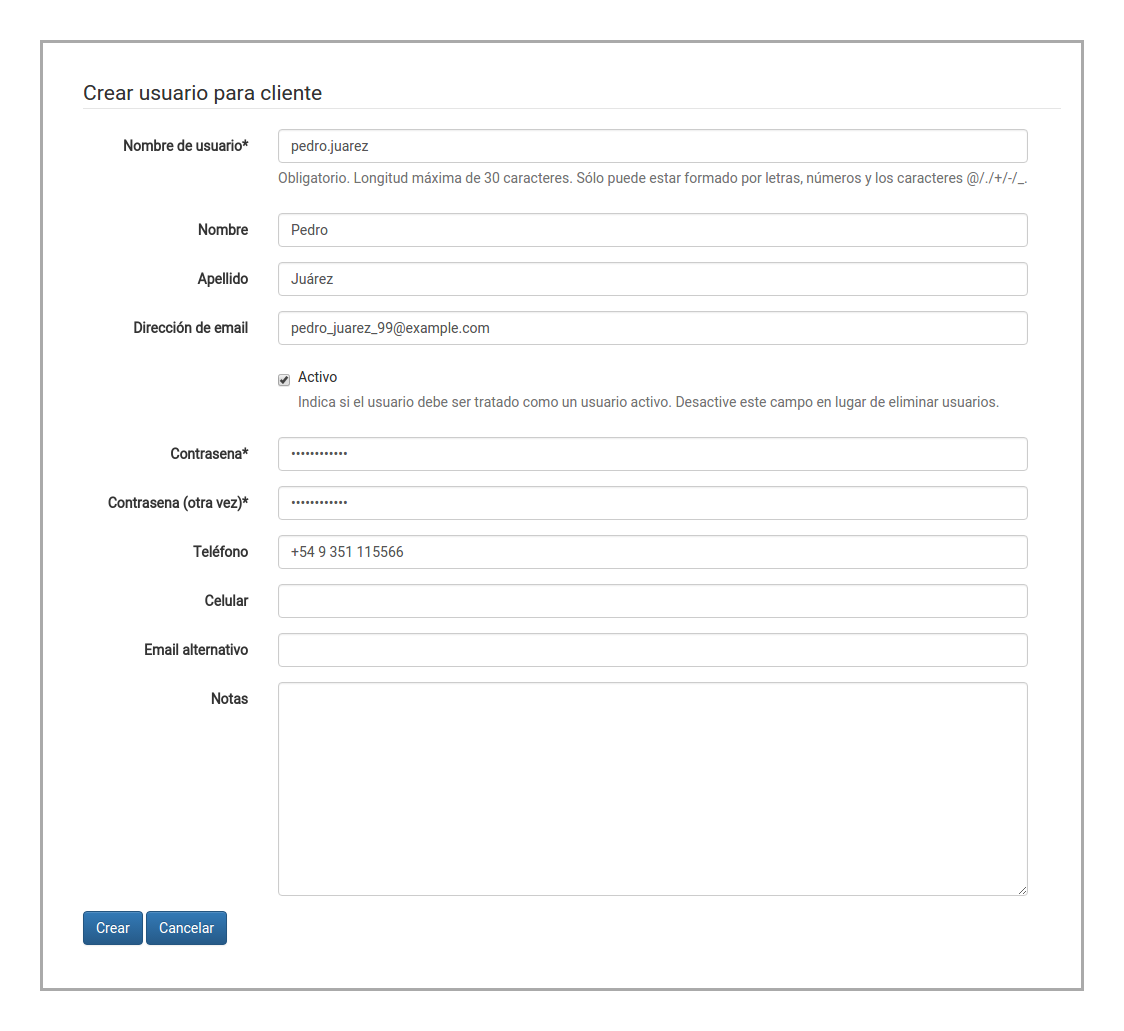 Crear usuario para cliente
Nombre de usuario*
pedro.juarez
Obligatorio. Longitud máxima de 30 caracteres. Sólo puede estar formado por letras, números y los caracteres @/./+/-/_.
Nombre
Pedro
Apellido
Juárez
Dirección de email
pedro_juarez_99@example.com
Activo
Indica si el usuario debe ser tratado como un usuario activo. Desactive este campo en lugar de eliminar usuarios.
Contrasena*
••••••••••••
Contrasena (otra vez)*
••••••••••••
Teléfono
+54 9 351 115566
Celular
Email alternativo
Notas
Crear
Cancelar